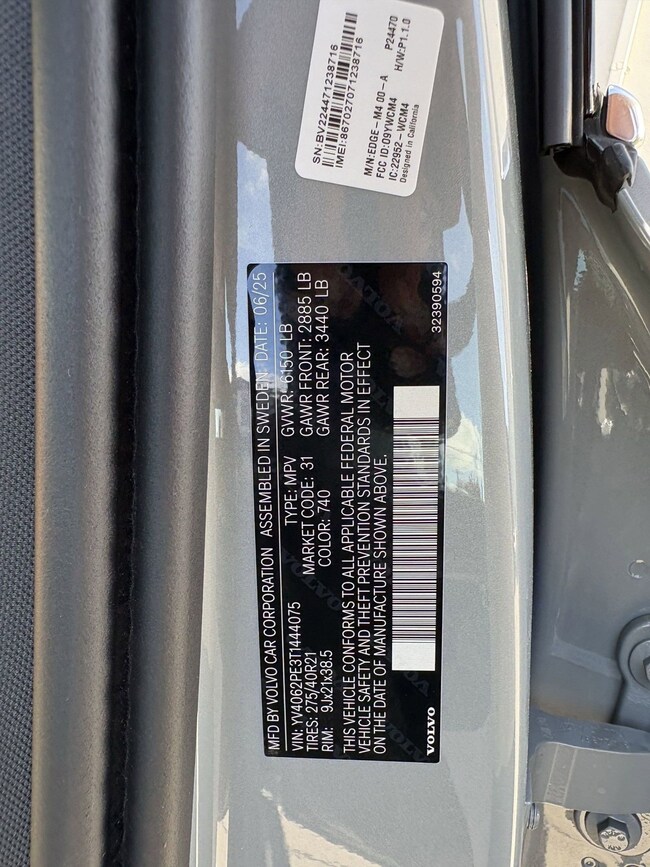 SN:BV224471238716
IMEI:867027071238716
M/N:EDGE-M4 00-A P24470
FCC ID:09YWCM4 H/W:P1.1.0
IC:22952-WCM4
Designed in California
MFD BY VOLVO CAR CORPORATION ASSEMBLED IN SWEDEN DATE: 06/25
VIN: YV4062PE3T1444075 TYPE: MPV GVWR: 6150 LB
TIRES: 275/40R21 MARKET CODE: 31 GAWR FRONT: 2885 LB
RIM: 9Jx21x38.5 COLOR: 740 GAWR REAR: 3440 LB
THIS VEHICLE CONFORMS TO ALL APPLICABLE FEDERAL MOTOR
VEHICLE SAFETY AND THEFT PREVENTION STANDARDS IN EFFECT
ON THE DATE OF MANUFACTURE SHOWN ABOVE.
VOLVO 32390594